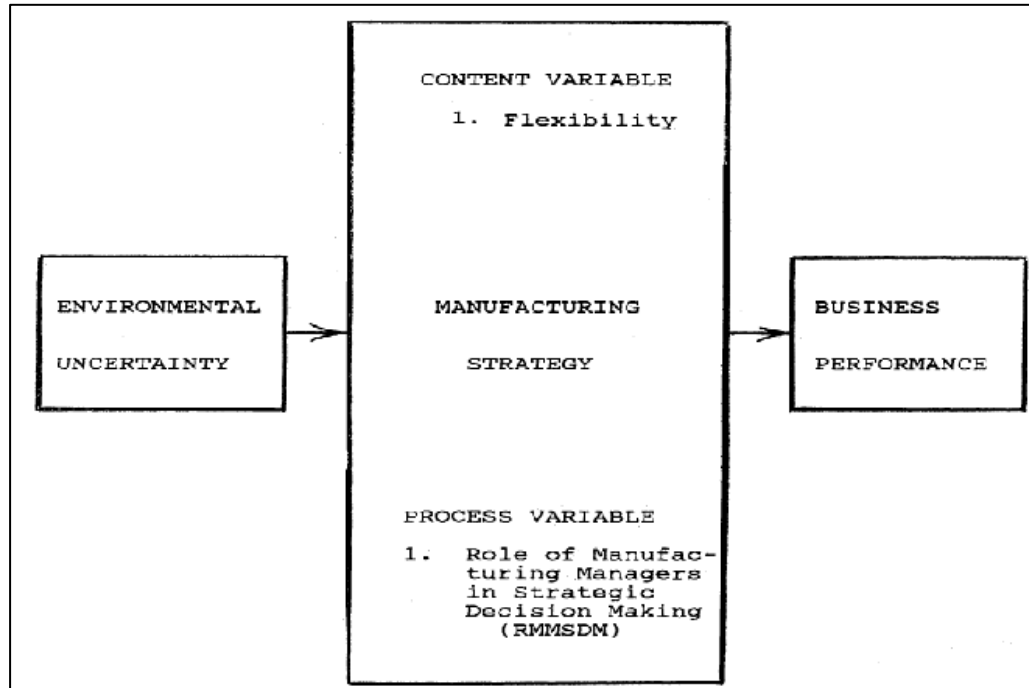 CONTENT VARIABLE
1. Flexibility
ENVIRONMENTAL
UNCERTAINTY
MANUFACTURING
STRATEGY
BUSINESS
PERFORMANCE
PROCESS VARIABLE
1. Role of Manufac-
turing Managers
in Strategic
Decision Making
(RMMSDM)